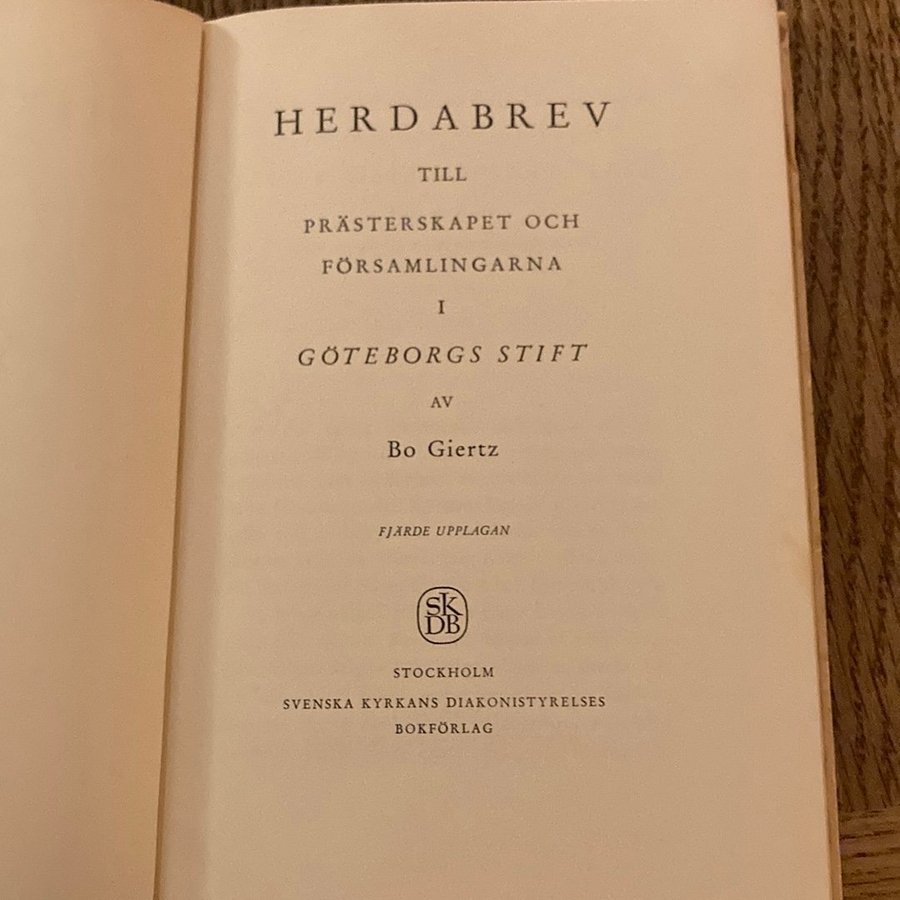 HERDABREV
TILL
PRÄSTERSKAPET OCH
FÖRSAMLINGARNA
I
GÖTEBORGS STIFT
AV
Bo Giertz
FJÄRDE UPPLAGAN
SK
DB
STOCKHOLM
SVENSKA KYRKANS DIAKONISTYRELSES
BOKFÖRLAG